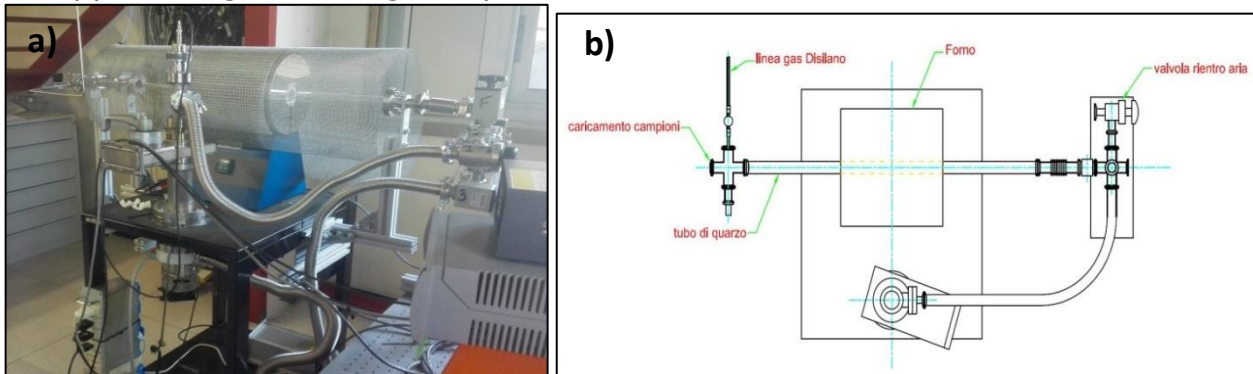 a)
b)
linea gas Disilano
Forno
valvola rientro aria
caricamento campioni
tubo di quarzo